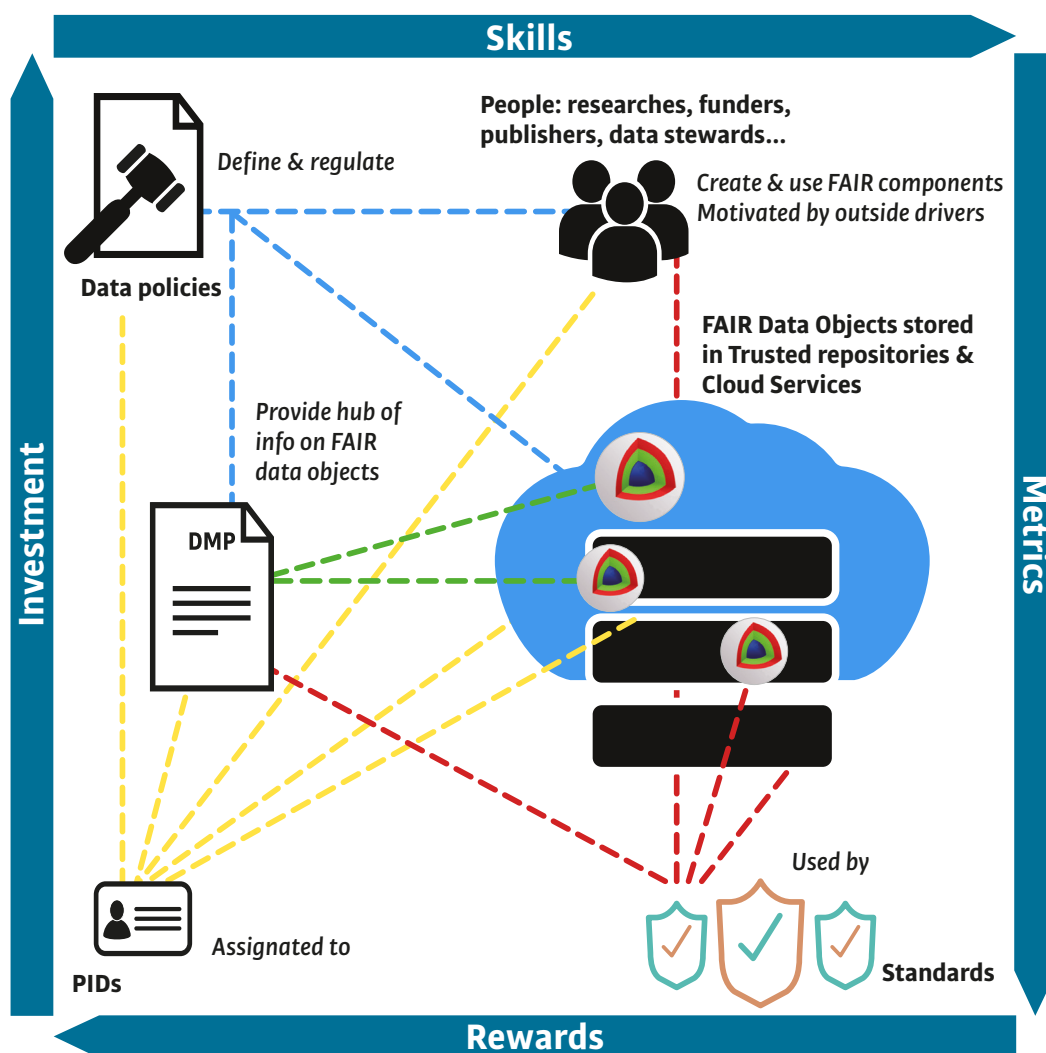 Skills
People: researches, funders,
publishers, data stewards...
Define & regulate
Create & use FAIR components
Motivated by outside drivers
Data policies
FAIR Data Objects stored
in Trusted repositories &
Cloud Services
Provide hub of
info on FAIR
data objects
Investment
Metrics
DMP
Used by
Assignated to
Standards
PIDs
Rewards